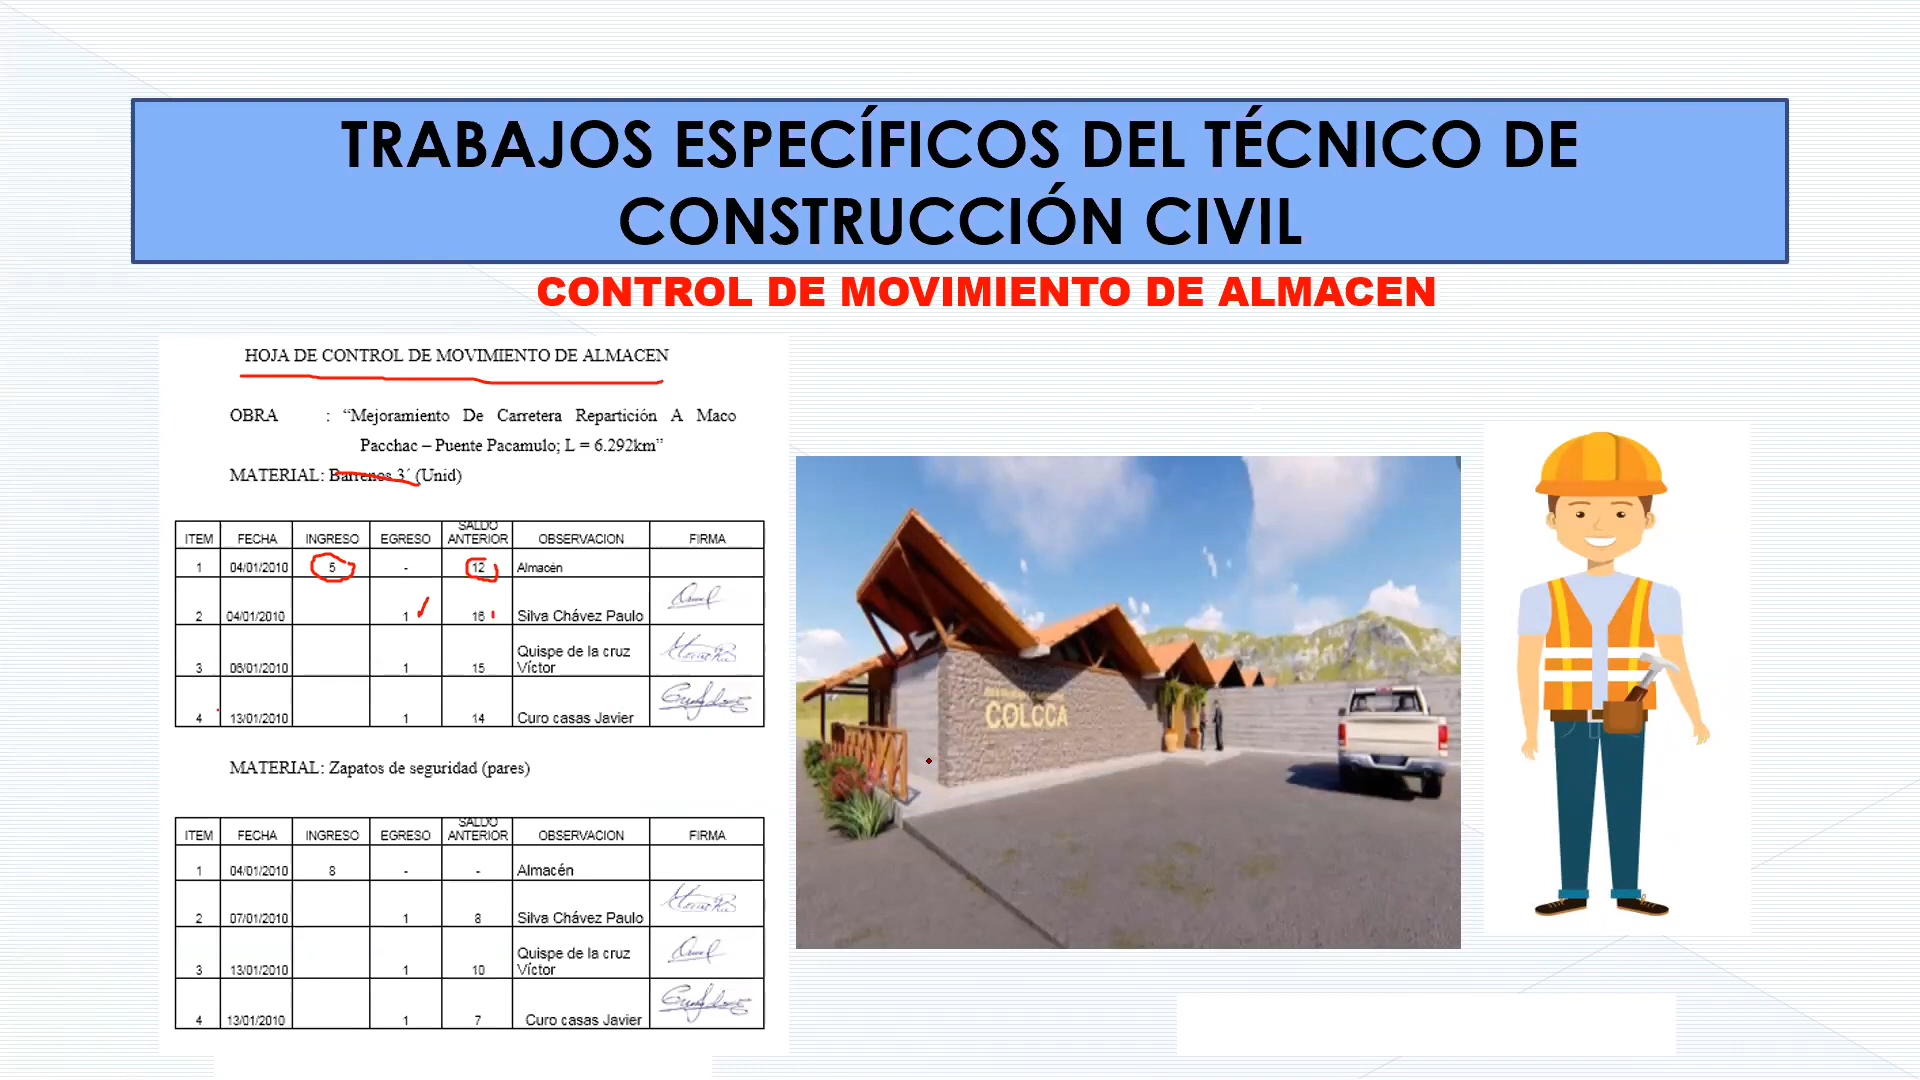 TRABAJOS ESPECÍFICOS DEL TÉCNICO DE
CONSTRUCCIÓN CIVIL
CONTROL DE MOVIMIENTO DE ALMACEN
HOJA DE CONTROL DE MOVIMIENTO DE ALMACEN
OBRA : “Mejoramiento De Carretera Repartición A Maco
Pacchac – Puente Pacamulo; L = 6.292km”
MATERIAL: Barrenos 3´ (Unid)
ITEM FECHA INGRESO EGRESO SALDO ANTERIOR OBSERVACION FIRMA
1 04/01/2010 5 - 12 Almacén
2 04/01/2010 1 16 Silva Chávez Paulo
3 06/01/2010 1 15 Quispe de la cruz Víctor
4 13/01/2010 1 14 Curo casas Javier
MATERIAL: Zapatos de seguridad (pares)
ITEM FECHA INGRESO EGRESO SALDO ANTERIOR OBSERVACION FIRMA
1 04/01/2010 8 - - Almacén
2 07/01/2010 1 8 Silva Chávez Paulo
3 13/01/2010 1 10 Quispe de la cruz Víctor
4 13/01/2010 1 7 Curo casas Javier
COLCCA